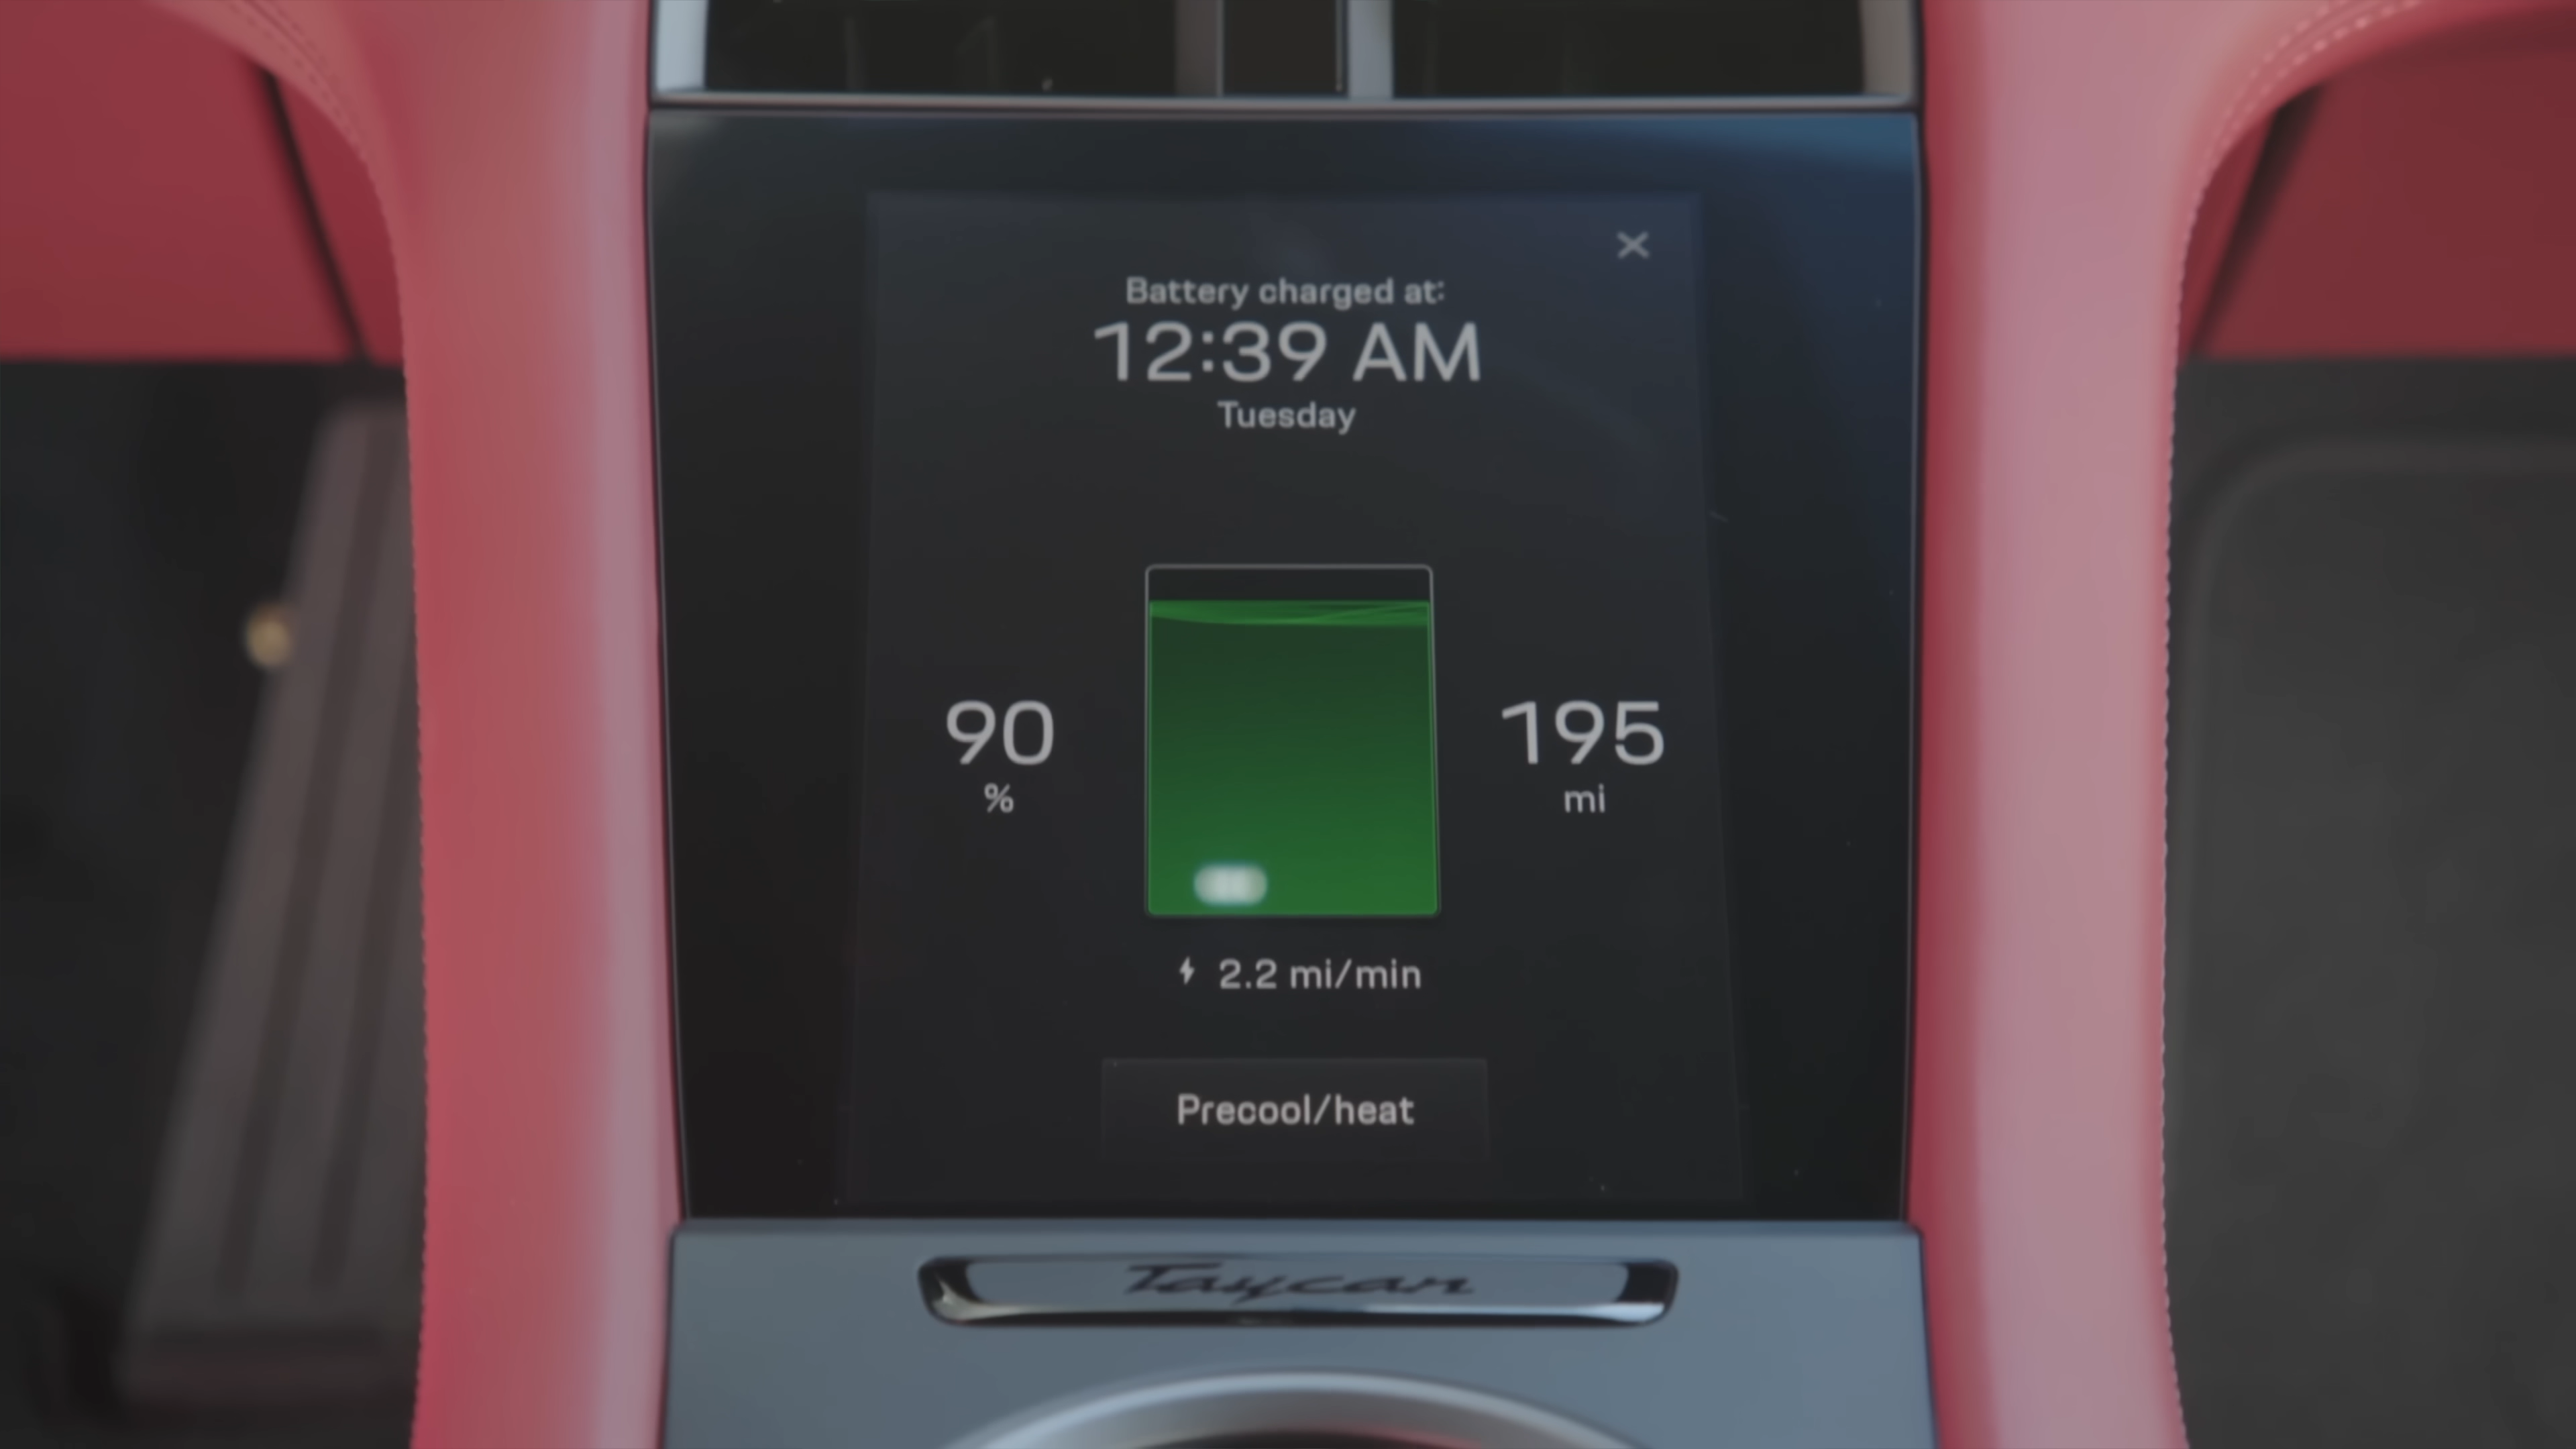 Battery charged at:
12:39 AM
Tuesday
90
%
195
mi
2.2 mi/min
Precool/heat
Taycan